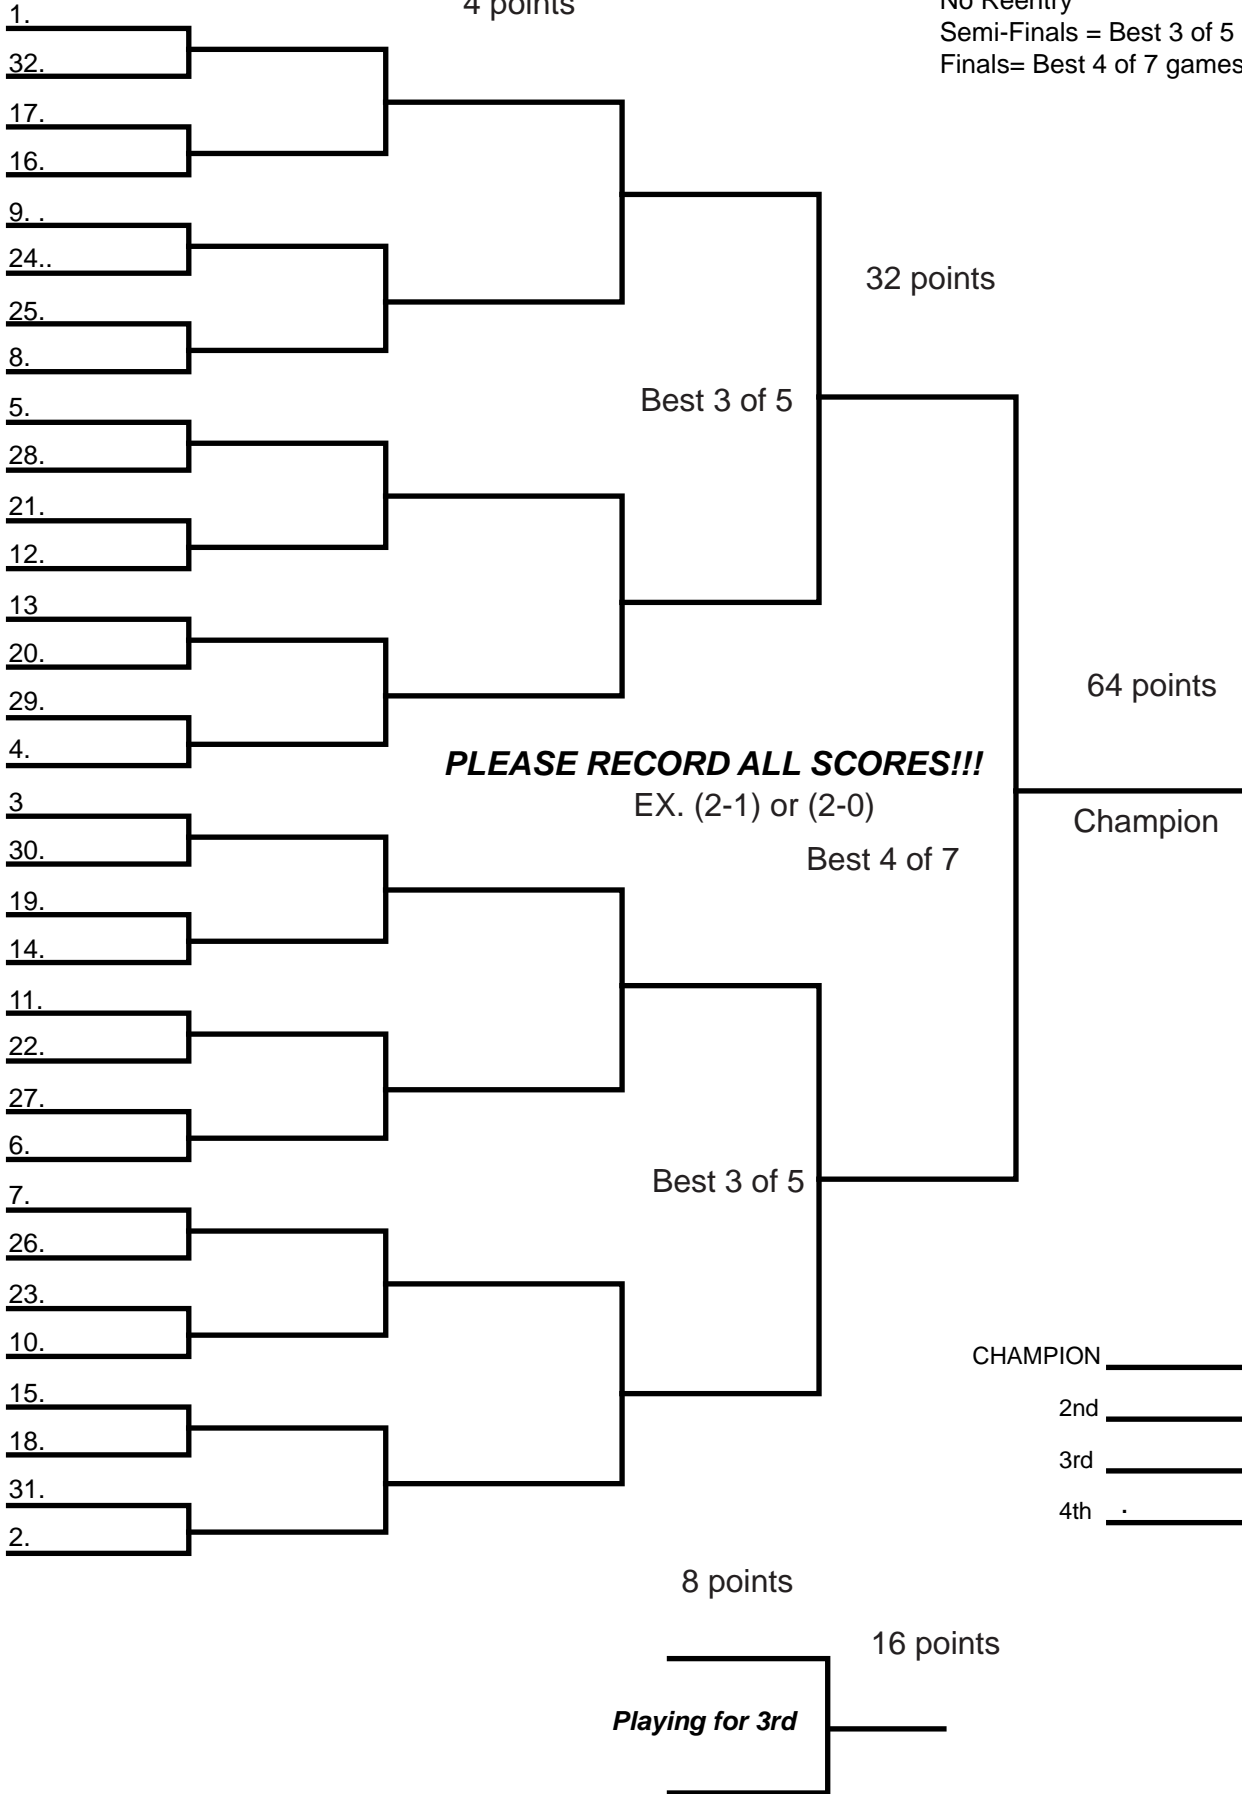 4 points
No Reentry
Semi-Finals = Best 3 of 5
Finals= Best 4 of 7 games
1.
32.
17.
16.
9. .
24..
25.
8.
5.
28.
21.
12.
13
20.
29.
4.
3
30.
19.
14.
11.
22.
27.
6.
7.
26.
23.
10.
15.
18.
31.
2.
32 points
Best 3 of 5
64 points
PLEASE RECORD ALL SCORES!!!
EX. (2-1) or (2-0)
Champion
Best 4 of 7
Best 3 of 5
CHAMPION
2nd
3rd
4th .
8 points
16 points
Playing for 3rd